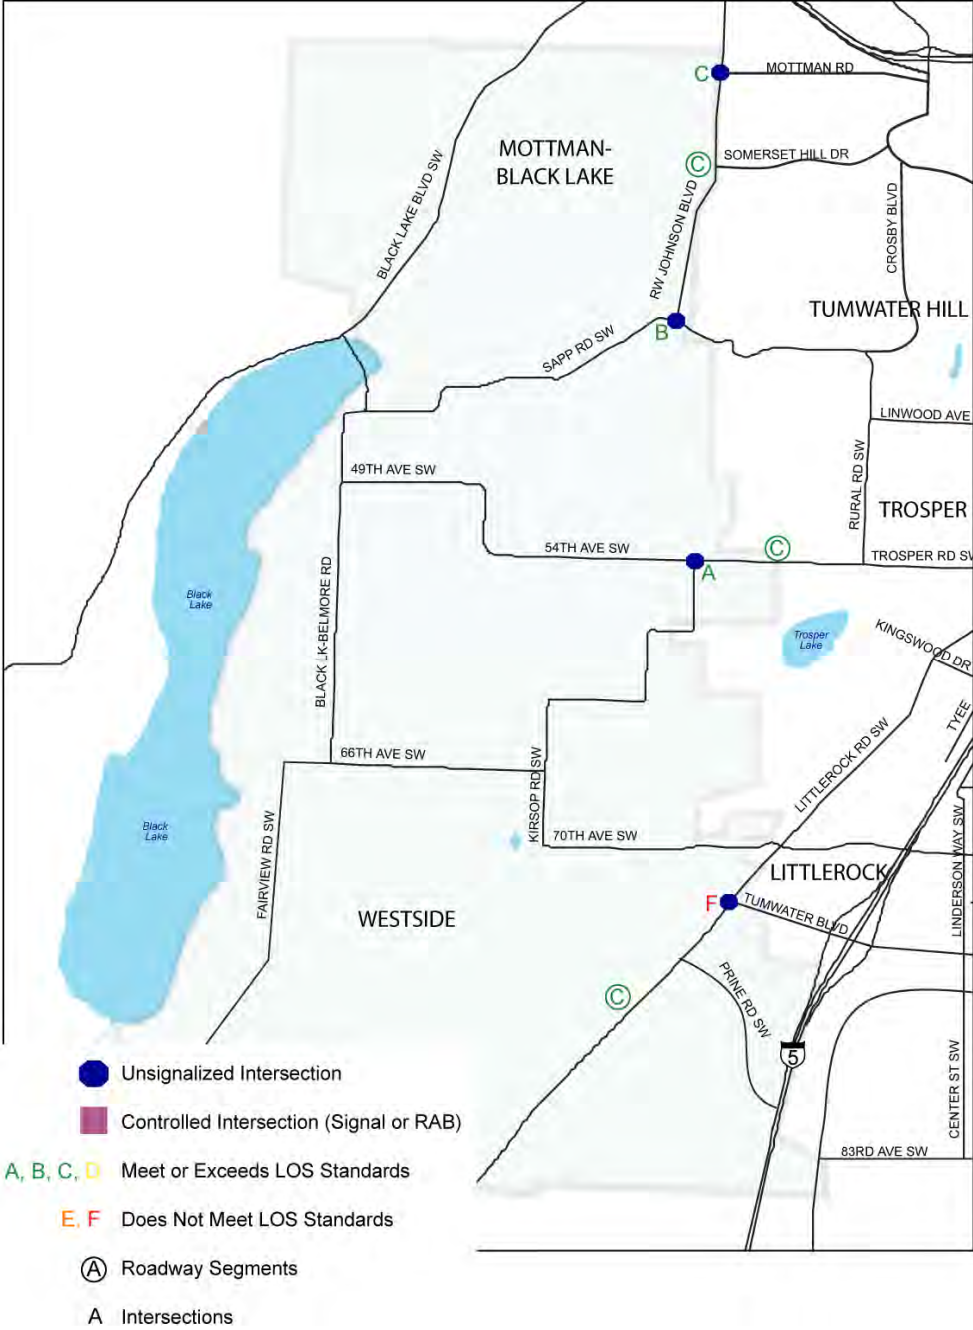 C
MOTTMAN RD
MOTTMAN-
BLACK LAKE
C
SOMERSET HILL DR
BLACK LAKE BLVD SW
RW JOHNSON BLVD
CROSBY BLVD
TUMWATER HILL
B
SAPP RD SW
LINWOOD AVE
49TH AVE SW
RURAL RD SW
TROSPER
54TH AVE SW
C
A
TROSPER RD SW
Black
Lake
BLACK LK-BELMORE RD
Trosper
Lake
KINGSWOOD DR
TYEE
66TH AVE SW
LITTLEROCK RD SW
KIRSOP RD SW
70TH AVE SW
Black
Lake
FAIRVIEW RD SW
LITTLEROCK
LINDERSON WAY SW
F
TUMWATER BLVD
WESTSIDE
PRINE RD SW
C
5
CENTER ST SW
83RD AVE SW
Unsignalized Intersection
Controlled Intersection (Signal or RAB)
A, B, C, D Meet or Exceeds LOS Standards
E, F Does Not Meet LOS Standards
A Roadway Segments
A Intersections